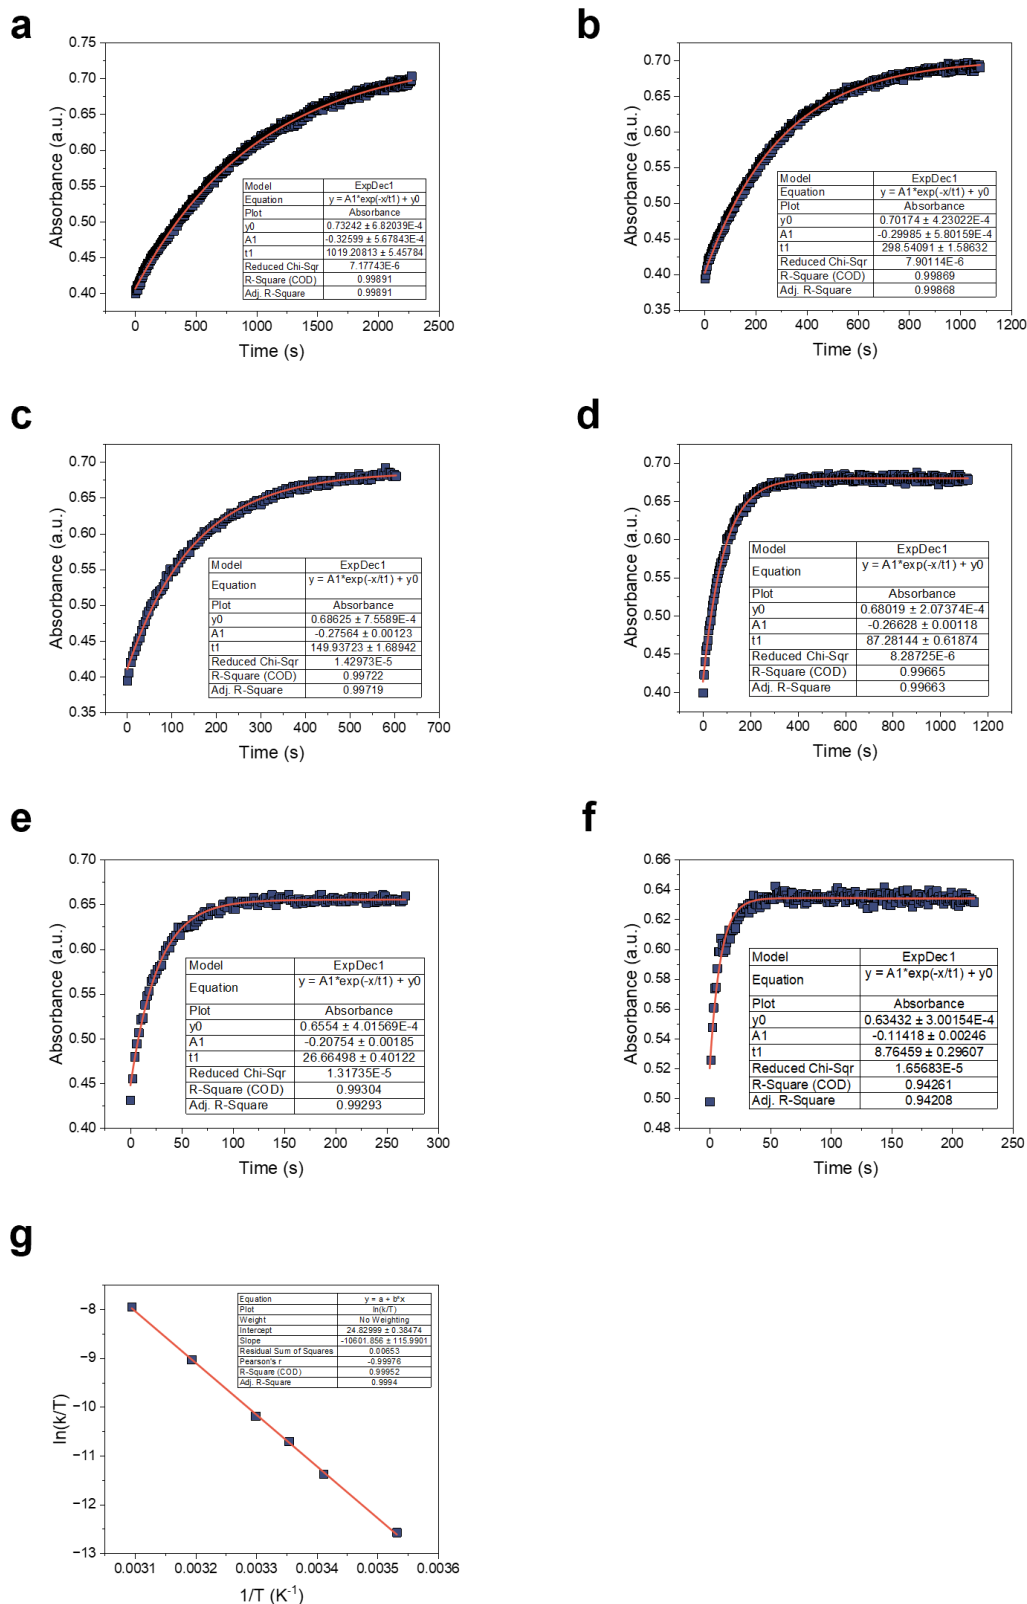 a
0.75
0.70
0.65
0.60
0.55
0.50
0.45
0.40
Absorbance (a.u.)
Model ExpDec1
Equation y = A1*exp(-x/t1) + y0
Plot Absorbance
y0 0.73242 ± 6.82039E-4
A1 -0.32599 ± 5.67843E-4
t1 1019.20813 ± 5.45784
Reduced Chi-Sqr 7.17743E-6
R-Square (COD) 0.99891
Adj. R-Square 0.99891
0 500 1000 1500 2000 2500
Time (s)
b
0.70
0.65
0.60
0.55
0.50
0.45
0.40
0.35
Absorbance (a.u.)
Model ExpDec1
Equation y = A1*exp(-x/t1) + y0
Plot Absorbance
y0 0.70174 ± 4.23022E-4
A1 -0.29985 ± 5.80159E-4
t1 298.54091 ± 1.58632
Reduced Chi-Sqr 7.90114E-6
R-Square (COD) 0.99869
Adj. R-Square 0.99868
0 200 400 600 800 1000 1200
Time (s)
c
0.70
0.65
0.60
0.55
0.50
0.45
0.40
0.35
Absorbance (a.u.)
Model ExpDec1
Equation y = A1*exp(-x/t1) + y0
Plot Absorbance
y0 0.68625 ± 7.5589E-4
A1 -0.27564 ± 0.00123
t1 149.93723 ± 1.68942
Reduced Chi-Sqr 1.42973E-5
R-Square (COD) 0.99722
Adj. R-Square 0.99719
0 100 200 300 400 500 600 700
Time (s)
d
0.70
0.65
0.60
0.55
0.50
0.45
0.40
Absorbance (a.u.)
Model ExpDec1
Equation y = A1*exp(-x/t1) + y0
Plot Absorbance
y0 0.68019 ± 2.07374E-4
A1 -0.26628 ± 0.00118
t1 87.28144 ± 0.61874
Reduced Chi-Sqr 8.28725E-6
R-Square (COD) 0.99665
Adj. R-Square 0.99663
0 200 400 600 800 1000 1200
Time (s)
e
0.70
0.65
0.60
0.55
0.50
0.45
0.40
Absorbance (a.u.)
Model ExpDec1
Equation y = A1*exp(-x/t1) + y0
Plot Absorbance
y0 0.6554 ± 4.01569E-4
A1 -0.20754 ± 0.00185
t1 26.66498 ± 0.40122
Reduced Chi-Sqr 1.31735E-5
R-Square (COD) 0.99304
Adj. R-Square 0.99293
0 50 100 150 200 250 300
Time (s)
f
0.66
0.64
0.62
0.60
0.58
0.56
0.54
0.52
0.50
0.48
Absorbance (a.u.)
Model ExpDec1
Equation y = A1*exp(-x/t1) + y0
Plot Absorbance
y0 0.63432 ± 3.00154E-4
A1 -0.11418 ± 0.00246
t1 8.76459 ± 0.29607
Reduced Chi-Sqr 1.65683E-5
R-Square (COD) 0.94261
Adj. R-Square 0.94208
0 50 100 150 200 250
Time (s)
g
−8
−9
−10
−11
−12
−13
ln(k/T)
Equation y = a + b*x
Plot ln(k/T)
Weight No Weighting
Intercept 24.82999 ± 0.38474
Slope -10601.856 ± 115.9901
Residual Sum of Squares 0.00653
Pearson's r -0.99976
R-Square (COD) 0.99952
Adj. R-Square 0.9994
0.0031 0.0032 0.0033 0.0034 0.0035 0.0036
1/T (K⁻¹)